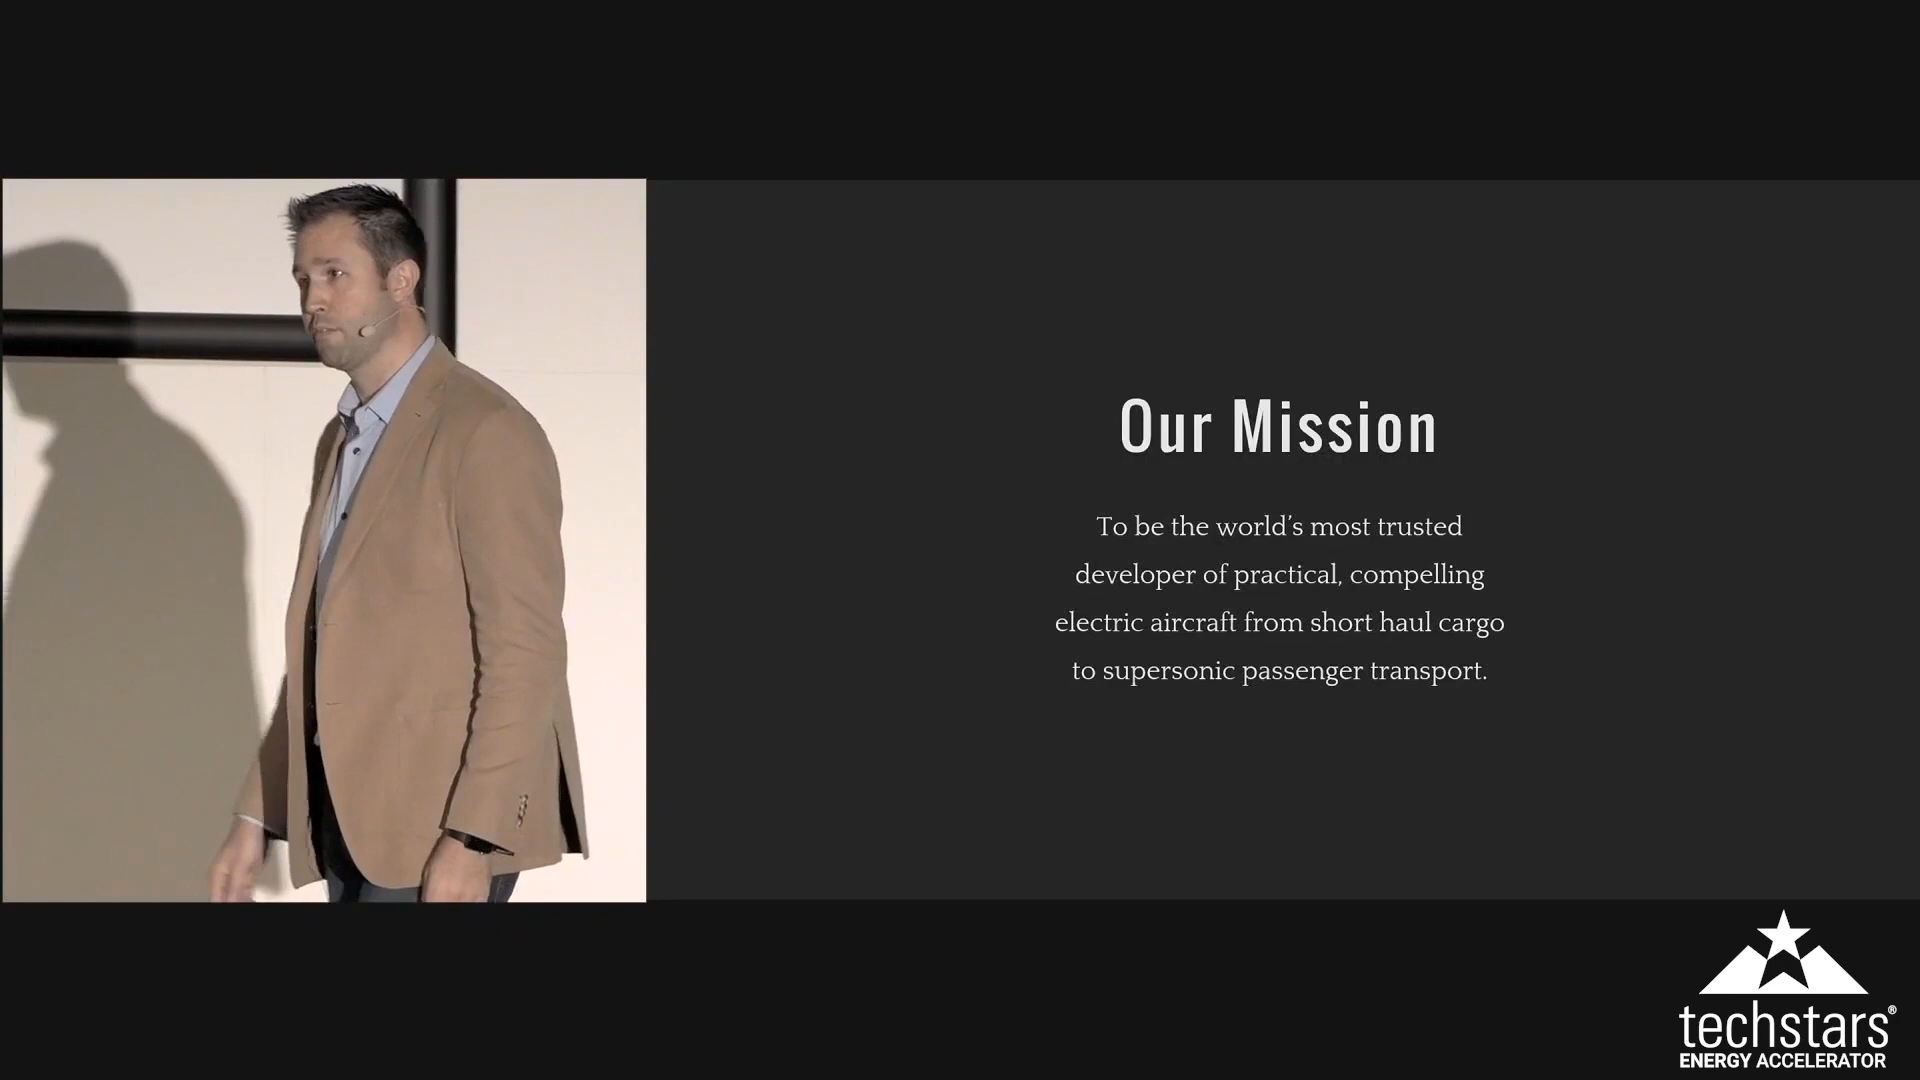 Our Mission
To be the world’s most trusted
developer of practical, compelling
electric aircraft from short haul cargo
to supersonic passenger transport.
techstars®
ENERGY ACCELERATOR